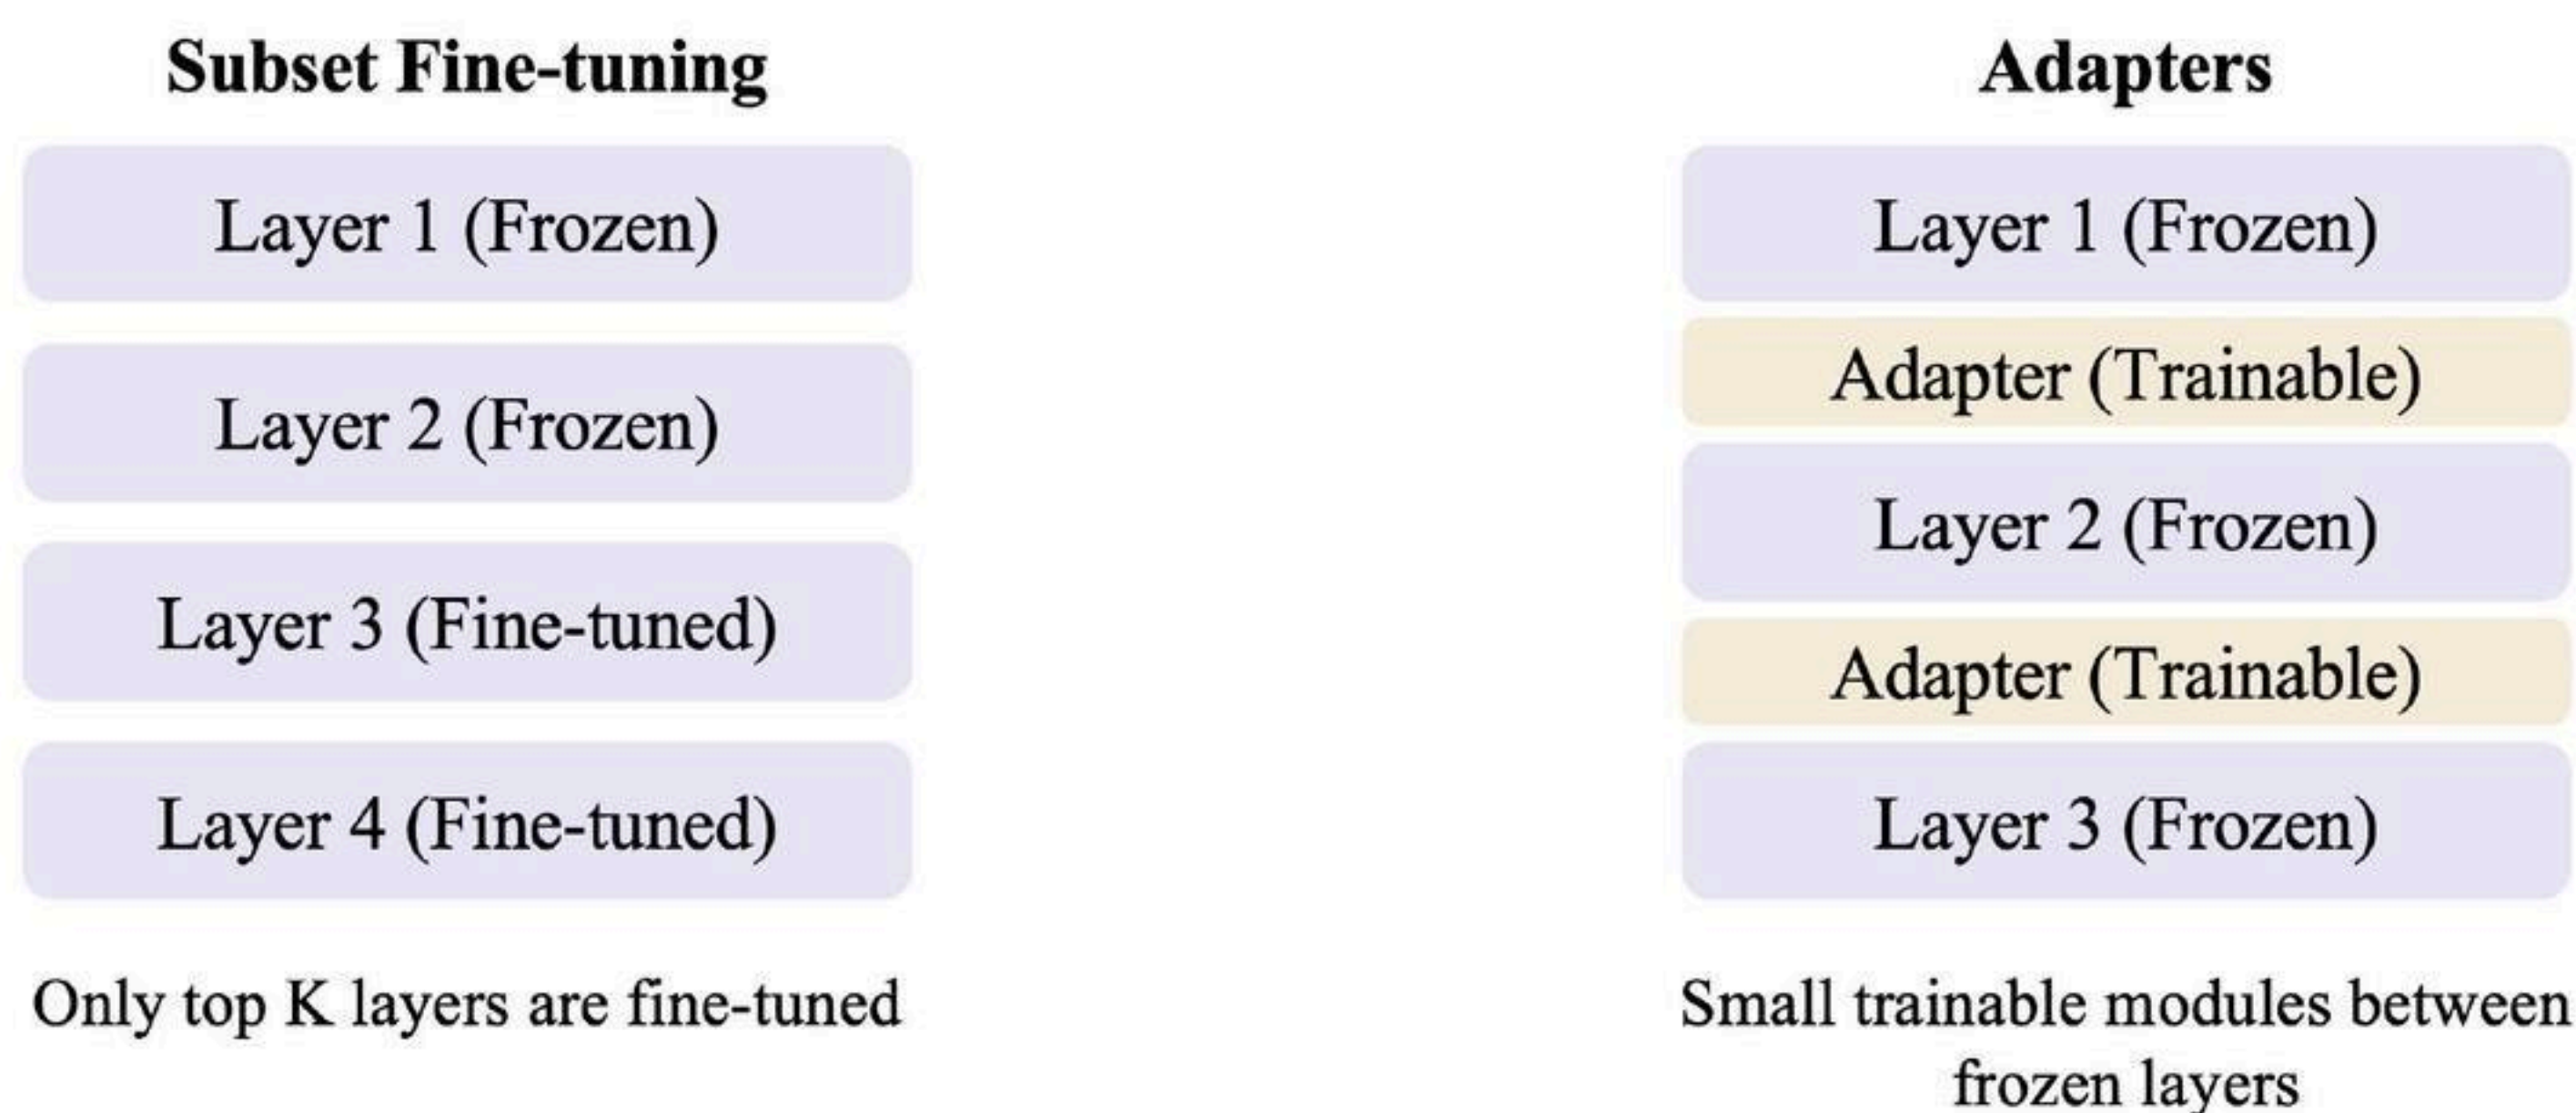 Subset Fine-tuning
Layer 1 (Frozen)
Layer 2 (Frozen)
Layer 3 (Fine-tuned)
Layer 4 (Fine-tuned)
Only top K layers are fine-tuned
Adapters
Layer 1 (Frozen)
Adapter (Trainable)
Layer 2 (Frozen)
Adapter (Trainable)
Layer 3 (Frozen)
Small trainable modules between
frozen layers